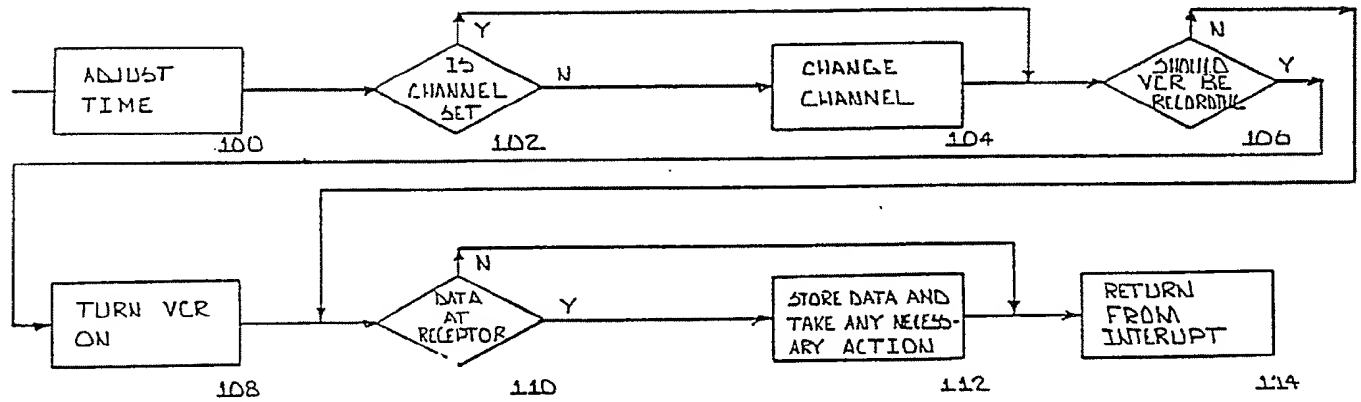 Y
N
ADJUST
TIME
IS
CHANNEL
SET
N
CHANGE
CHANNEL
SHOULD
VCR BE
RECORDING
Y
100
102
104
106
N
TURN VCR
ON
DATA
AT
RECEPTOR
Y
STORE DATA AND
TAKE ANY NECESS-
ARY ACTION
RETURN
FROM
INTERUPT
108
110
112
114